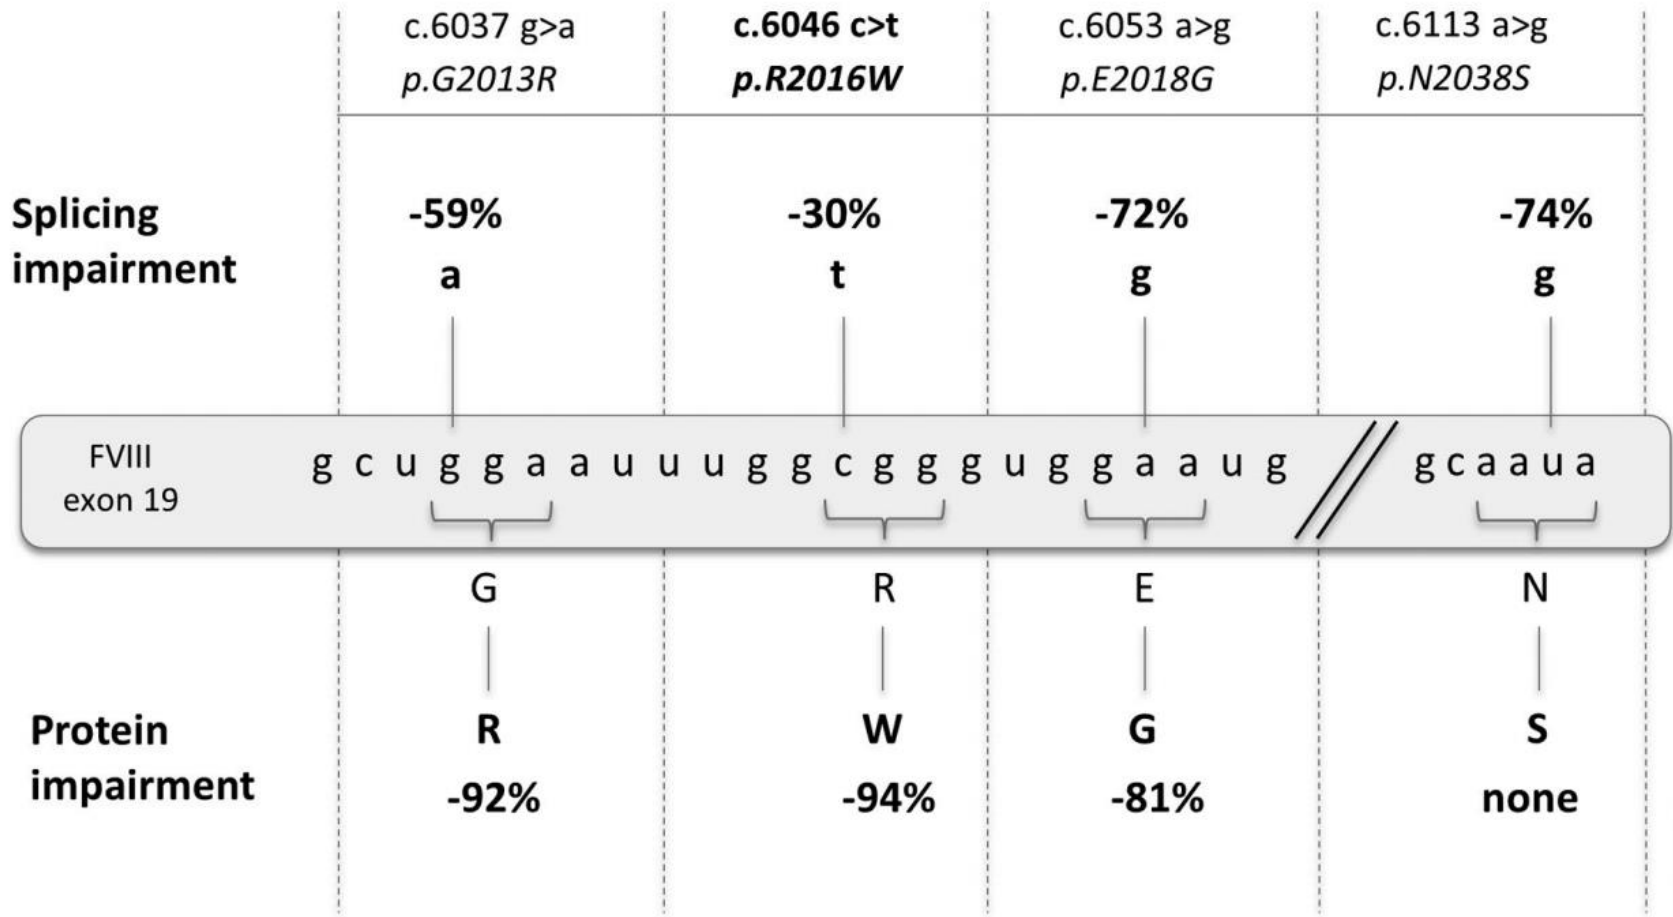 c.6037 g>a c.6046 c>t c.6053 a>g c.6113 a>g
p.G2013R p.R2016W p.E2018G p.N2038S
Splicing -59% -30% -72% -74%
impairment a t g g
FVIII g c u g g a a u u u g g c g g g u g g a a u g g c a a u a
exon 19
G R E N
Protein R W G S
impairment -92% -94% -81% none